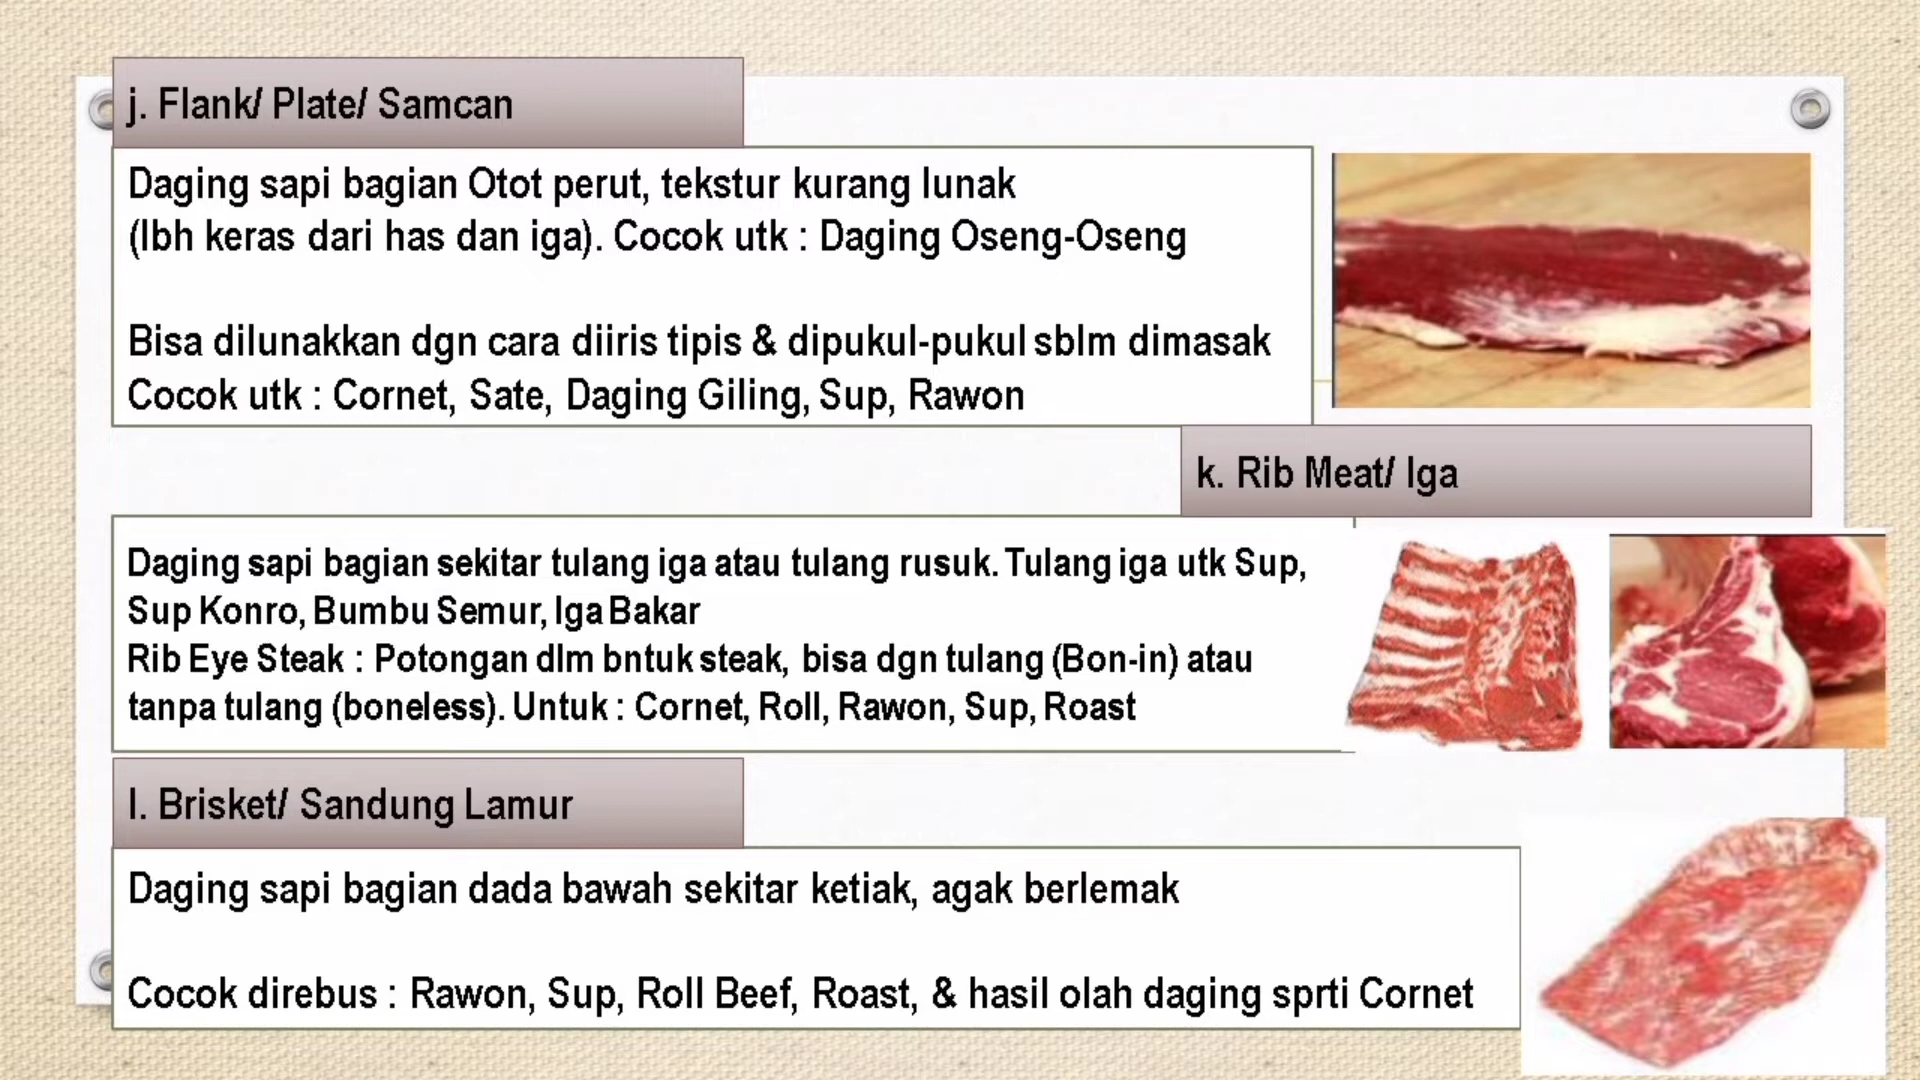 j. Flank/ Plate/ Samcan
Daging sapi bagian Otot perut, tekstur kurang lunak
(lbh keras dari has dan iga). Cocok utk : Daging Oseng-Oseng
Bisa dilunakkan dgn cara diiris tipis & dipukul-pukul sblm dimasak
Cocok utk : Cornet, Sate, Daging Giling, Sup, Rawon
k. Rib Meat/ Iga
Daging sapi bagian sekitar tulang iga atau tulang rusuk. Tulang iga utk Sup,
Sup Konro, Bumbu Semur, Iga Bakar
Rib Eye Steak : Potongan dlm bntuk steak, bisa dgn tulang (Bon-in) atau
tanpa tulang (boneless). Untuk : Cornet, Roll, Rawon, Sup, Roast
l. Brisket/ Sandung Lamur
Daging sapi bagian dada bawah sekitar ketiak, agak berlemak
Cocok direbus : Rawon, Sup, Roll Beef, Roast, & hasil olah daging sprti Cornet